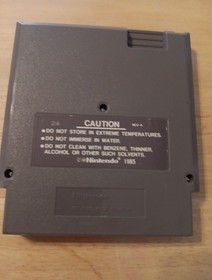 24
CAUTION
●DO NOT STORE IN EXTREME TEMPERATURES.
●DO NOT IMMERSE IN WATER.
●DO NOT CLEAN WITH BENZENE, THINNER,
ALCOHOL OR OTHER SUCH SOLVENTS.
©Nintendo® 1985